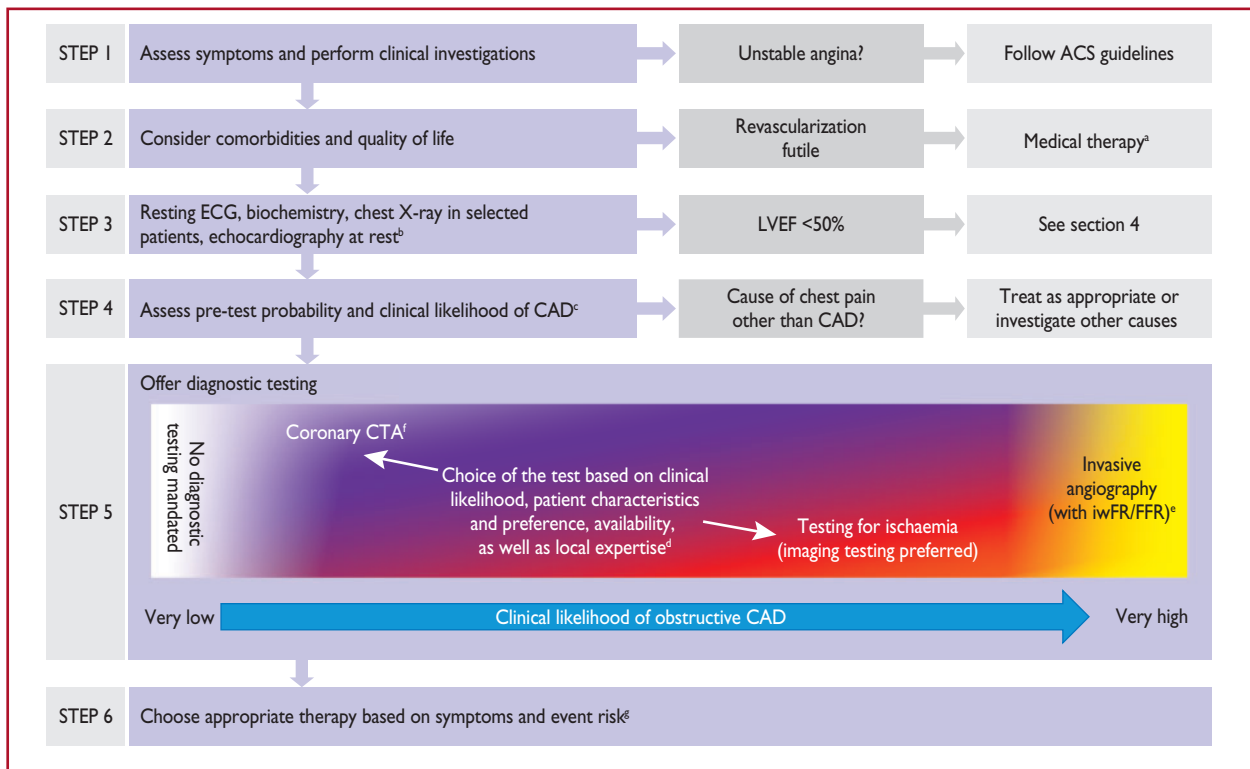 STEP 1
Assess symptoms and perform clinical investigations
Unstable angina?
Follow ACS guidelines
STEP 2
Consider comorbidities and quality of life
Revascularization
futile
Medical therapyᵃ
STEP 3
Resting ECG, biochemistry, chest X-ray in selected
patients, echocardiography at restᵇ
LVEF <50%
See section 4
STEP 4
Assess pre-test probability and clinical likelihood of CADᶜ
Cause of chest pain
other than CAD?
Treat as appropriate or
investigate other causes
STEP 5
Offer diagnostic testing
No diagnostic
testing mandated
Coronary CTAᶠ
Choice of the test based on clinical
likelihood, patient characteristics
and preference, availability,
as well as local expertiseᵈ
Testing for ischaemia
(imaging testing preferred)
Invasive
angiography
(with iwFR/FFR)ᵉ
Very low
Clinical likelihood of obstructive CAD
Very high
STEP 6
Choose appropriate therapy based on symptoms and event riskᵍ